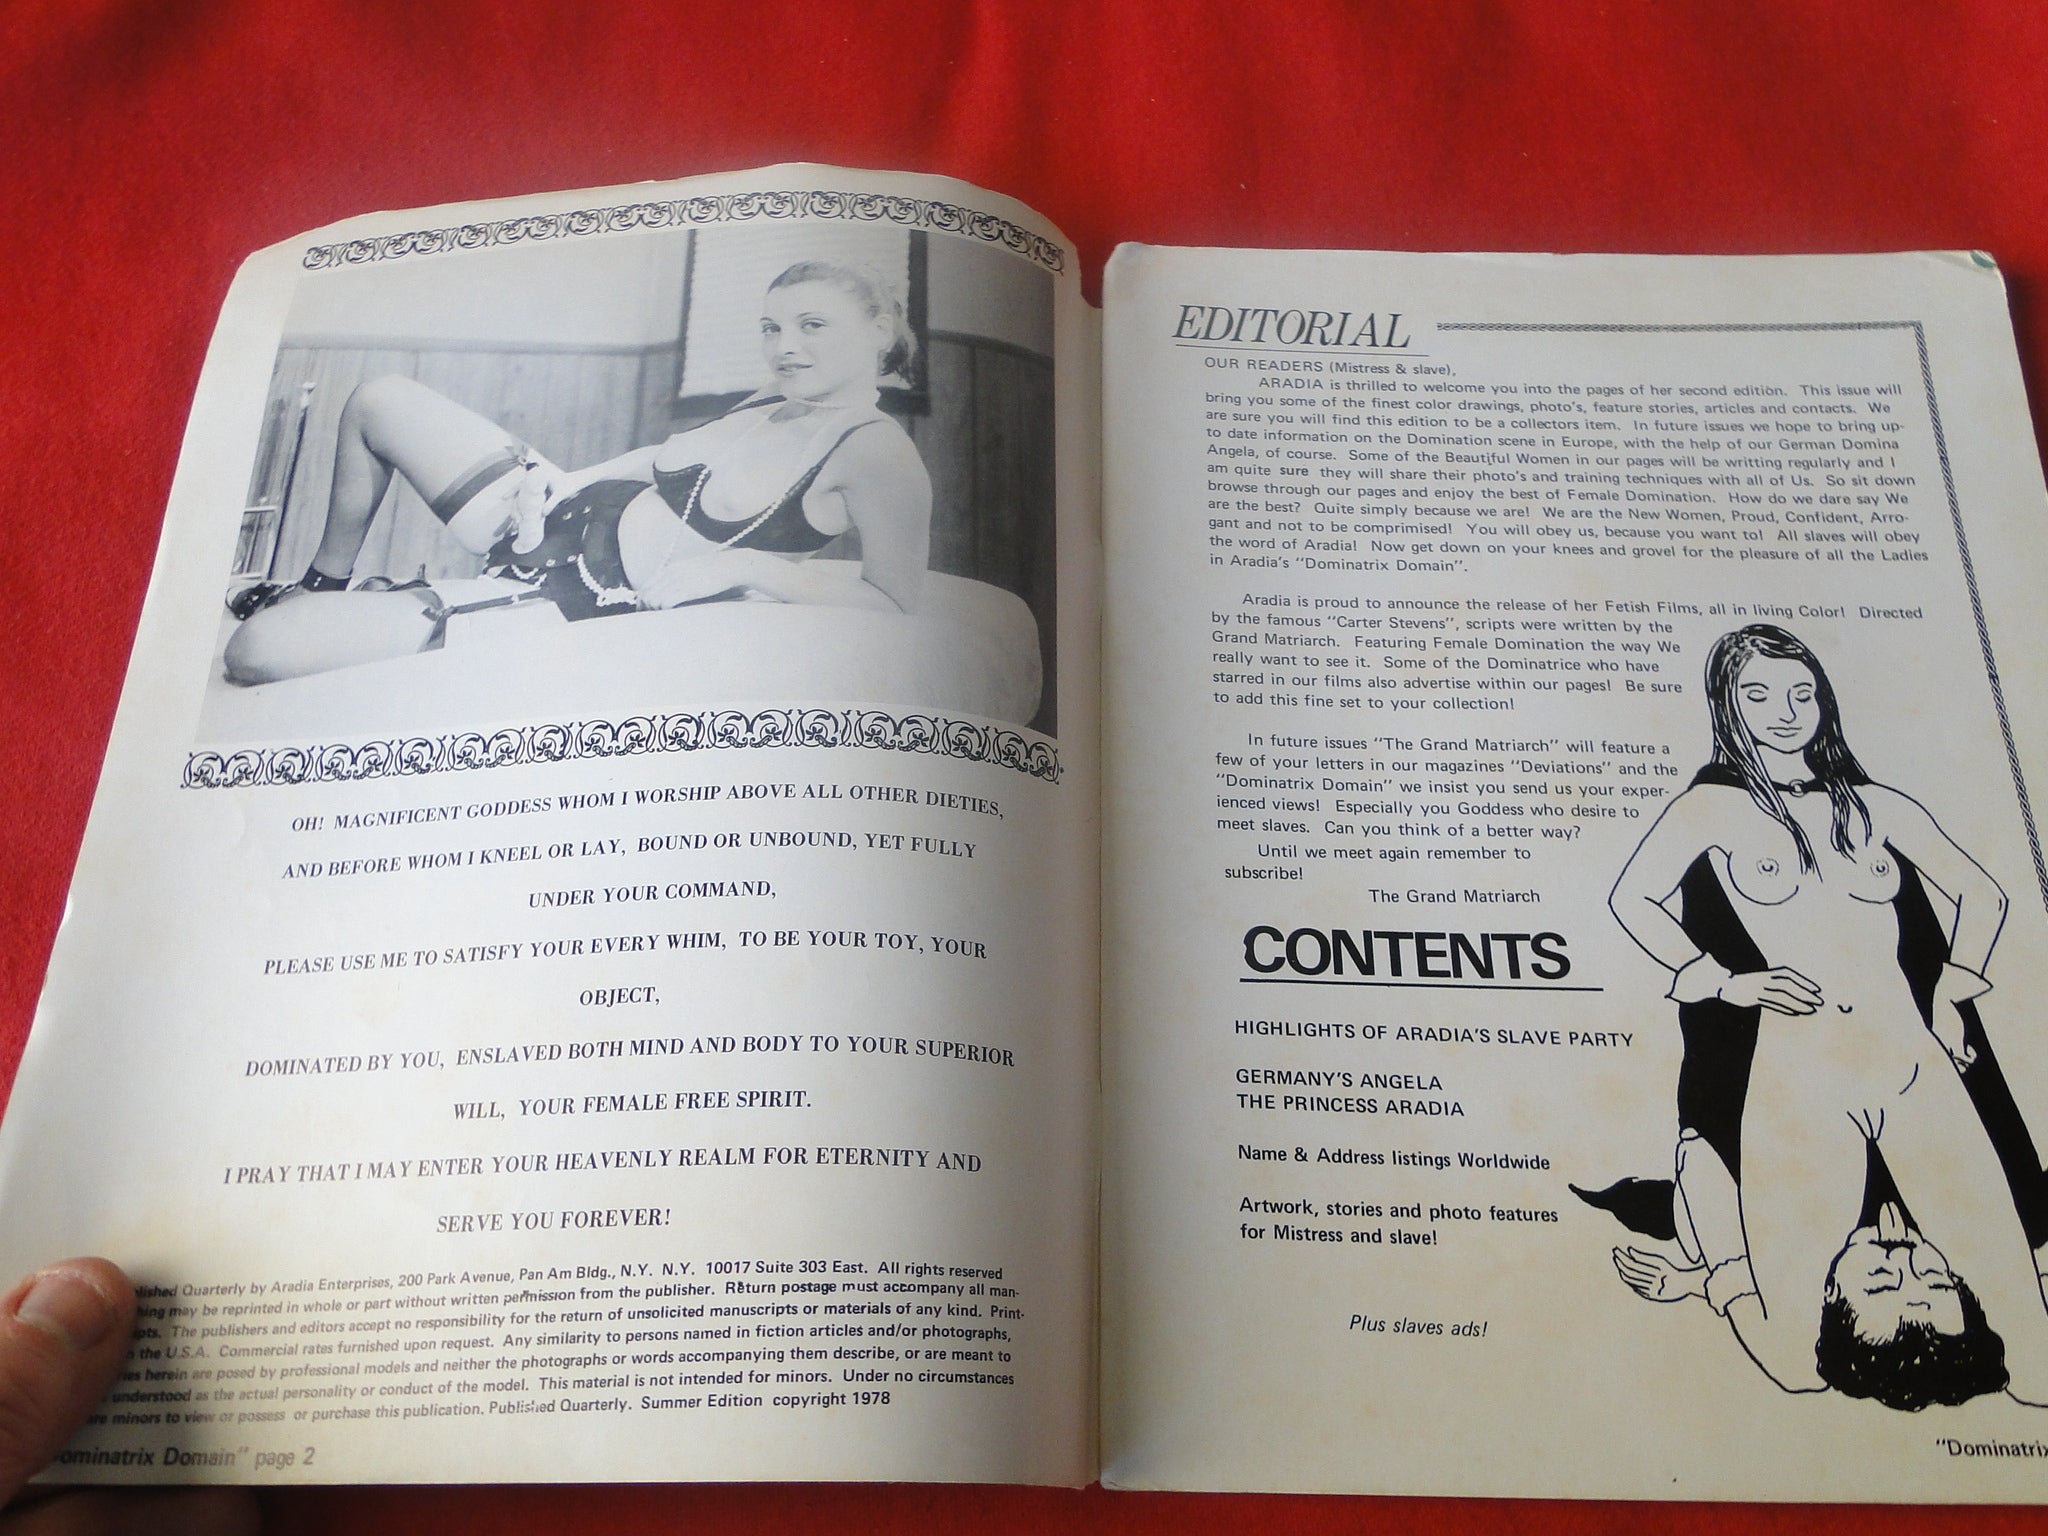 OH! MAGNIFICENT GODDESS WHOM I WORSHIP ABOVE ALL OTHER DIETIES,
AND BEFORE WHOM I KNEEL OR LAY, BOUND OR UNBOUND, YET FULLY
UNDER YOUR COMMAND,
PLEASE USE ME TO SATISFY YOUR EVERY WHIM, TO BE YOUR TOY, YOUR
OBJECT,
DOMINATED BY YOU, ENSLAVED BOTH MIND AND BODY TO YOUR SUPERIOR
WILL, YOUR FEMALE FREE SPIRIT.
I PRAY THAT I MAY ENTER YOUR HEAVENLY REALM FOR ETERNITY AND
SERVE YOU FOREVER!
Quarterly by Aradia Enterprises, 200 Park Avenue, Pan Am Bldg., N.Y. N.Y. 10017 Suite 303 East. All rights reserved
may be reprinted in whole or part without written permission from the publisher. Return postage must accompany all man-
The publishers and editors accept no responsibility for the return of unsolicited manuscripts or materials of any kind. Print-
the U.S.A. Commercial rates furnished upon request. Any similarity to persons named in fiction articles and/or photographs,
herein are posed by professional models and neither the photographs or words accompanying them describe, or are meant to
understood as the actual personality or conduct of the model. This material is not intended for minors. Under no circumstances
are minors to view or possess or purchase this publication. Published Quarterly. Summer Edition copyright 1978
Dominatrix Domain" page 2
EDITORIAL
OUR READERS (Mistress & slave),
ARADIA is thrilled to welcome you into the pages of her second edition. This issue will
bring you some of the finest color drawings, photo's, feature stories, articles and contacts. We
are sure you will find this edition to be a collectors item. In future issues we hope to bring up-
to date information on the Domination scene in Europe, with the help of our German Domina
Angela, of course. Some of the Beautiful Women in our pages will be writting regularly and I
am quite sure they will share their photo's and training techniques with all of Us. So sit down
browse through our pages and enjoy the best of Female Domination. How do we dare say We
are the best? Quite simply because we are! We are the New Women, Proud, Confident, Arro-
gant and not to be comprimised! You will obey us, because you want to! All slaves will obey
the word of Aradia! Now get down on your knees and grovel for the pleasure of all the Ladies
in Aradia's "Dominatrix Domain".
Aradia is proud to announce the release of her Fetish Films, all in living Color! Directed
by the famous "Carter Stevens", scripts were written by the
Grand Matriarch. Featuring Female Domination the way We
really want to see it. Some of the Dominatrice who have
starred in our films also advertise within our pages! Be sure
to add this fine set to your collection!
In future issues "The Grand Matriarch" will feature a
few of your letters in our magazines "Deviations" and the
"Dominatrix Domain" we insist you send us your exper-
ienced views! Especially you Goddess who desire to
meet slaves. Can you think of a better way?
Until we meet again remember to
subscribe!
The Grand Matriarch
CONTENTS
HIGHLIGHTS OF ARADIA'S SLAVE PARTY
GERMANY'S ANGELA
THE PRINCESS ARADIA
Name & Address listings Worldwide
Artwork, stories and photo features
for Mistress and slave!
Plus slaves ads!
"Dominatrix